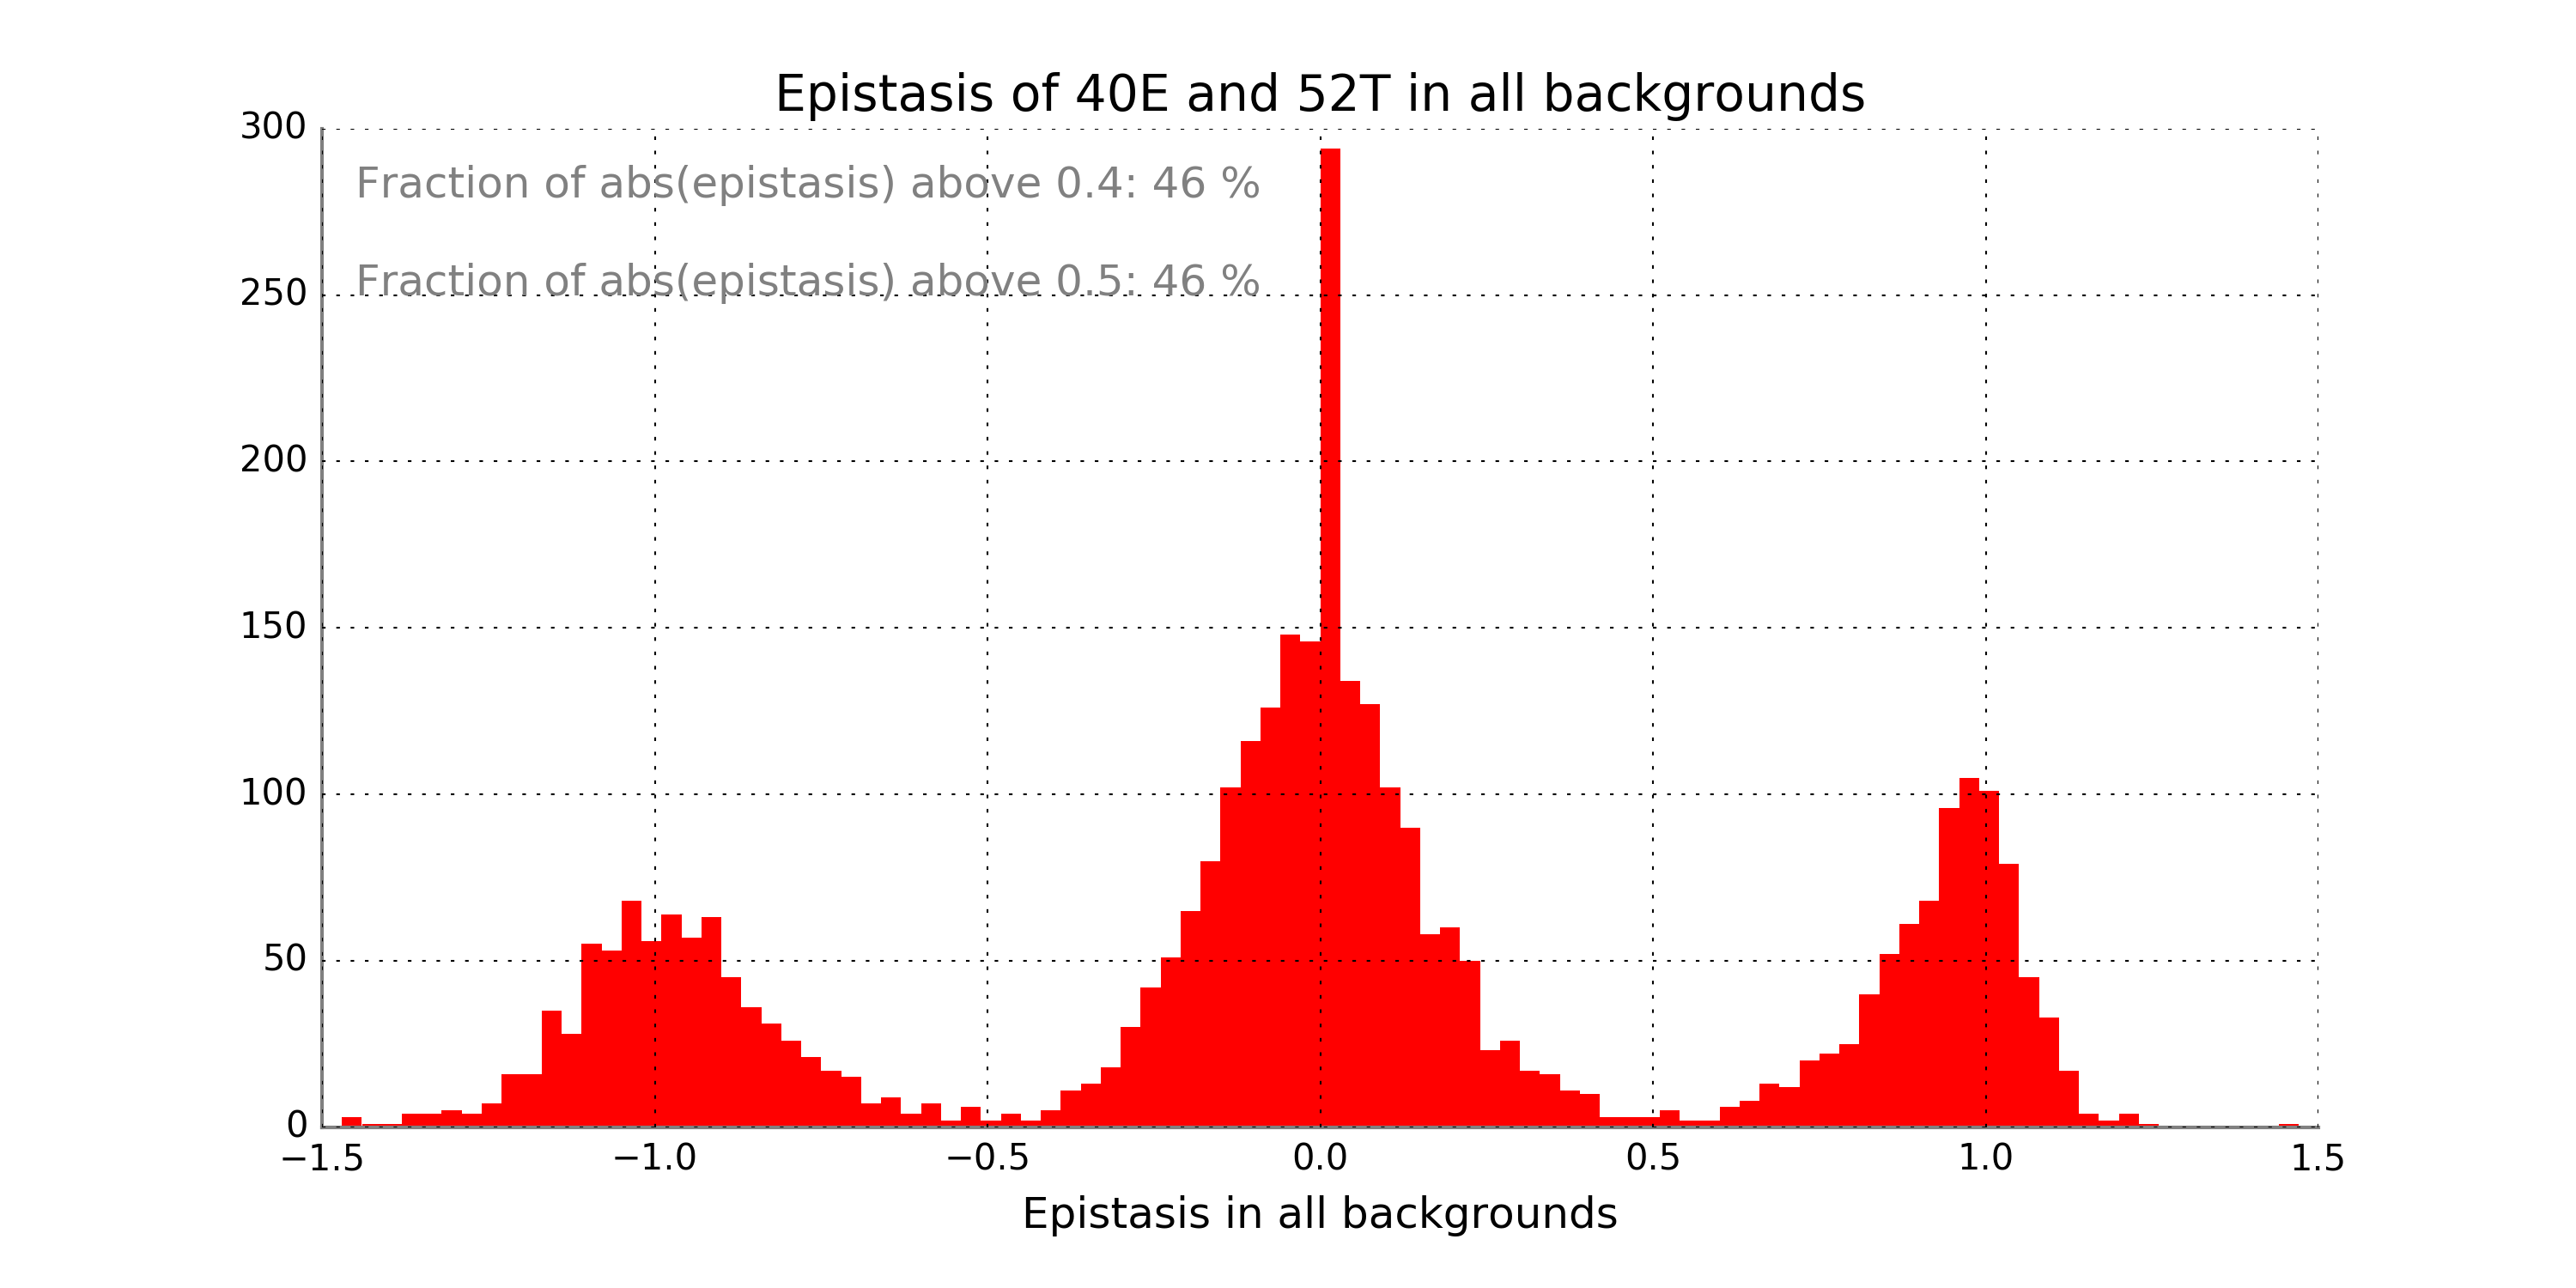 Epistasis of 40E and 52T in all backgrounds
300
Fraction of abs(epistasis) above 0.4: 46 %
Fraction of abs(epistasis) above 0.5: 46 %
250
200
150
100
50
0
−1.5 −1.0 −0.5 0.0 0.5 1.0 1.5
Epistasis in all backgrounds